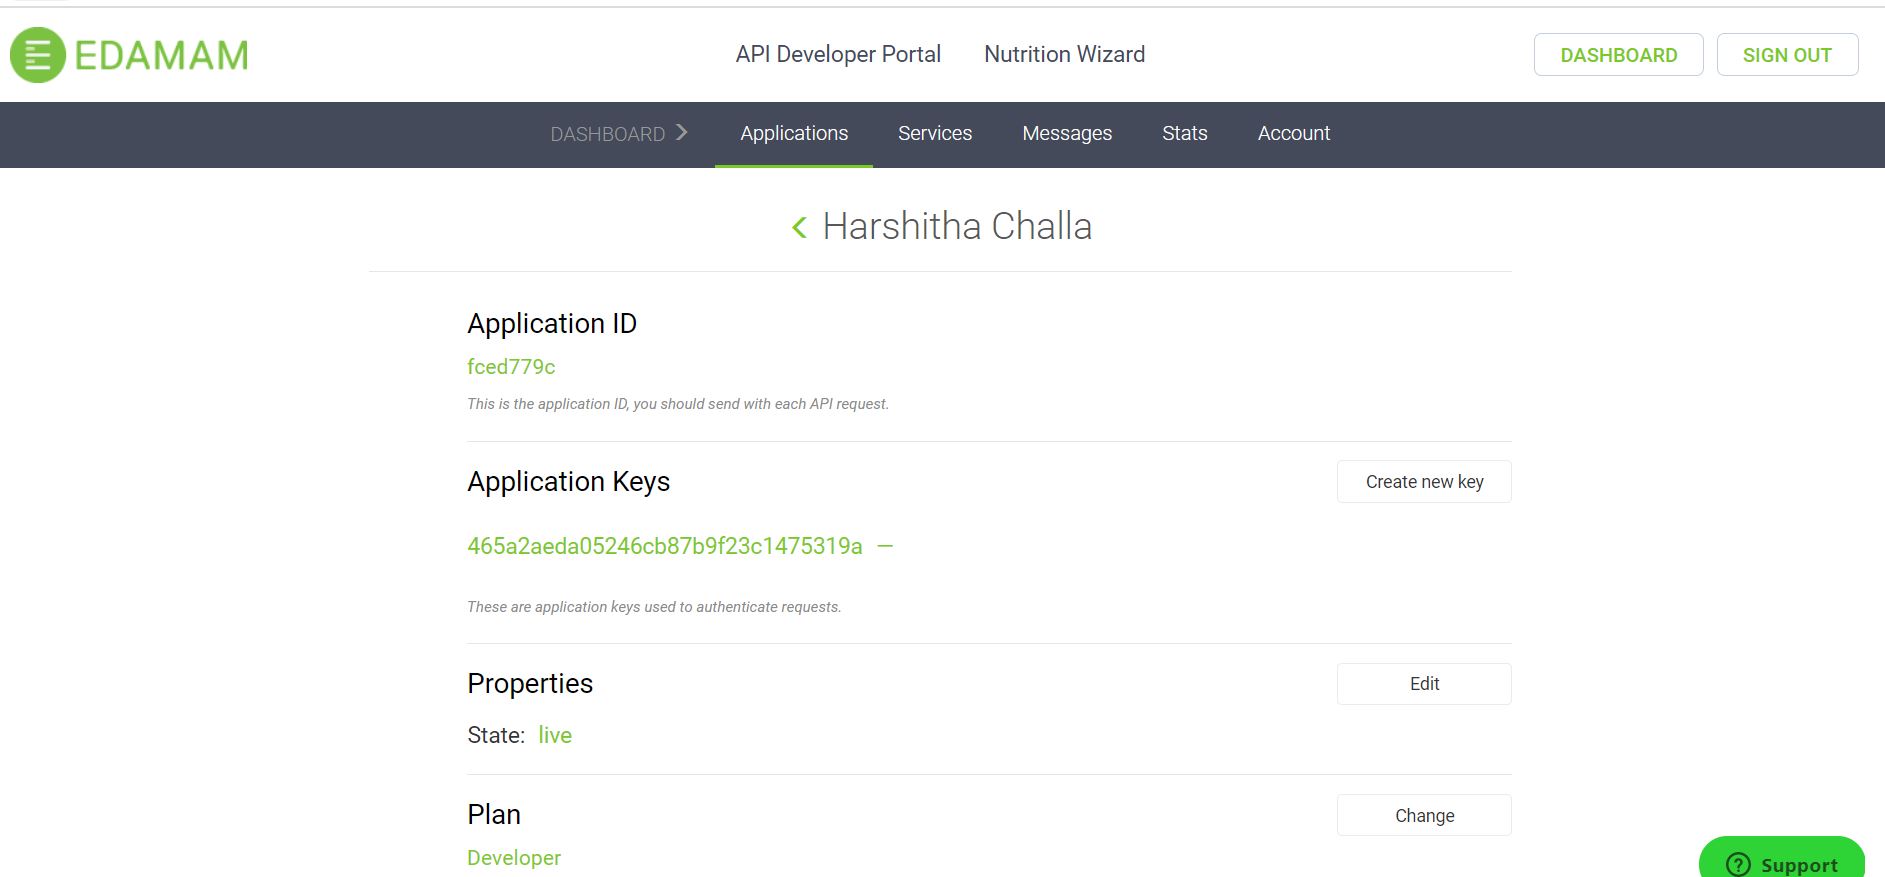 EDAMAM
API Developer Portal Nutrition Wizard DASHBOARD SIGN OUT
DASHBOARD Applications Services Messages Stats Account
Harshitha Challa
Application ID
fced779c
This is the application ID, you should send with each API request.
Application Keys Create new key
465a2aeda05246cb87b9f23c1475319a —
These are application keys used to authenticate requests.
Properties Edit
State: live
Plan Change
Developer
Support